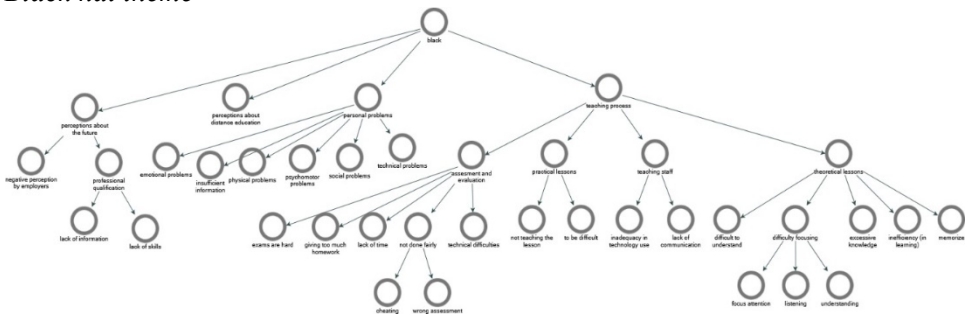 Black hat theme
black
teaching process
perceptions about
the future
perceptions about
distance education
personal problems
negative perception
by employers
professional
qualification
emotional problems
insufficient
information
physical problems
psyhomotor
problems
social problems
technical problems
assesment and
evaluation
practical lessons
teaching staff
theoretical lessons
lack of information
lack of skills
exams are hard
giving too much
homework
lack of time
not done fairly
technical difficulties
not teaching the
lesson
to be difficult
inadequacy in
technology use
lack of
communication
difficult to
understand
difficulty focusing
excessive
knowledge
inefficiency (in
learning)
memorize
cheating
wrong assessment
focus attention
listening
understanding